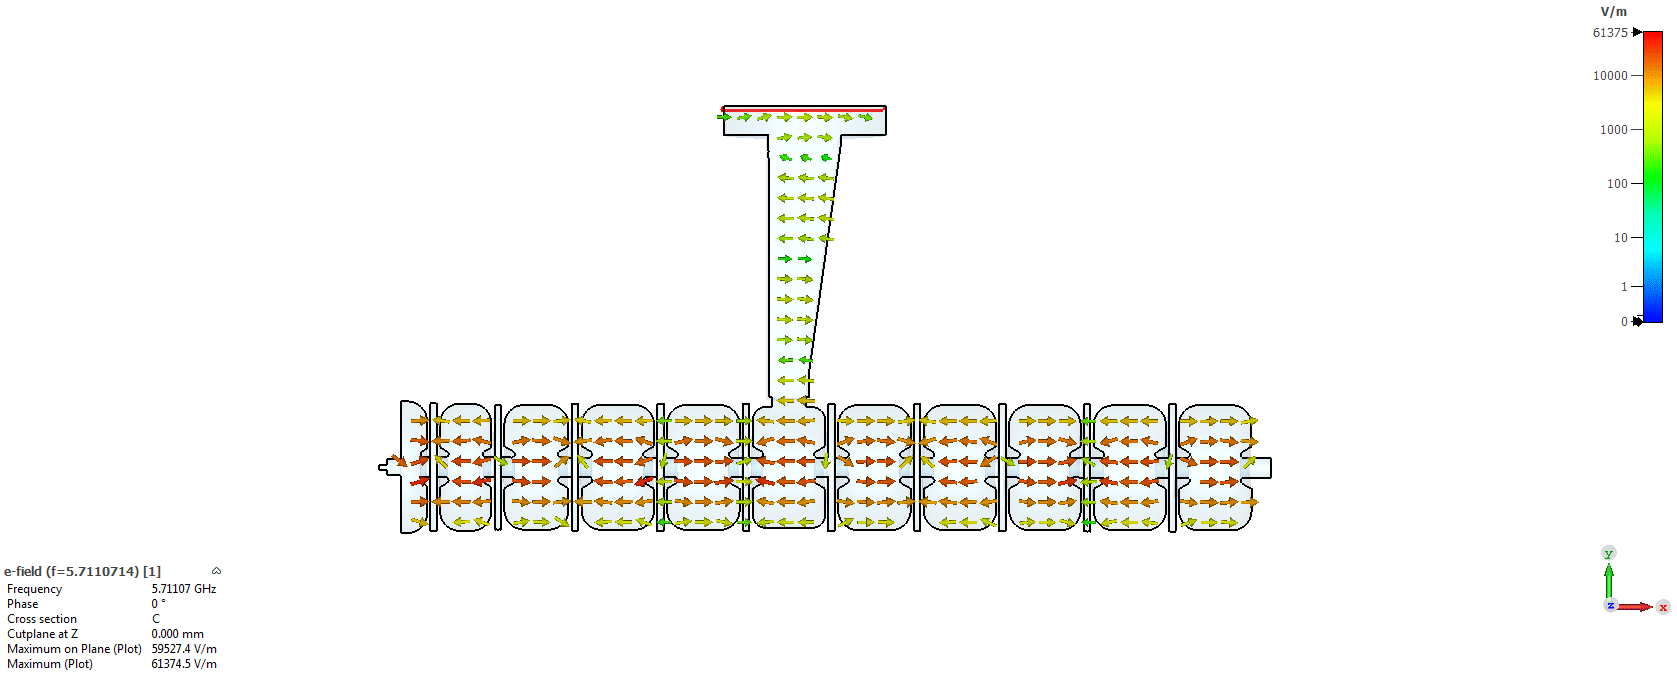 V/m
61375
10000
1000
100
10
1
0
y
z
x
e-field (f=5.7110714) [1]
Frequency 5.71107 GHz
Phase 0 °
Cross section C
Cutplane at Z 0.000 mm
Maximum on Plane (Plot) 59527.4 V/m
Maximum (Plot) 61374.5 V/m